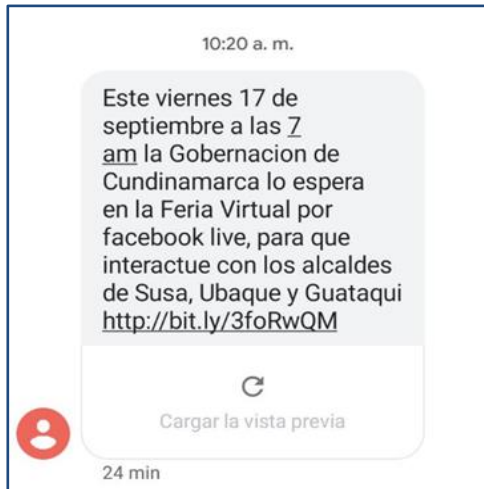 10:20 a. m.
Este viernes 17 de
septiembre a las 7
am la Gobernacion de
Cundinamarca lo espera
en la Feria Virtual por
facebook live, para que
interactue con los alcaldes
de Susa, Ubaque y Guataqui
http://bit.ly/3foRwQM
Cargar la vista previa
24 min